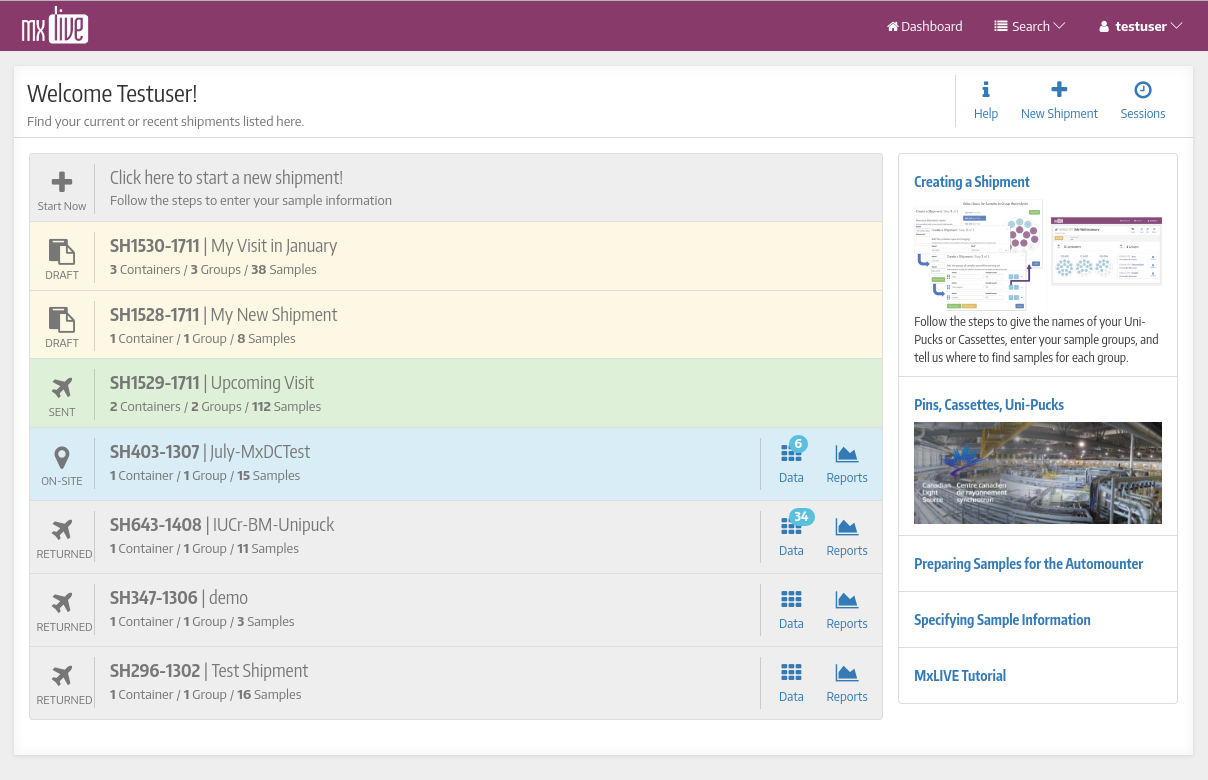 mx live
Dashboard Search testuser
Welcome Testuser!
Find your current or recent shipments listed here.
Help New Shipment Sessions
Start Now
Click here to start a new shipment!
Follow the steps to enter your sample information
DRAFT
SH1530-1711 | My Visit in January
3 Containers / 3 Groups / 38 Samples
DRAFT
SH1528-1711 | My New Shipment
1 Container / 1 Group / 8 Samples
SENT
SH1529-1711 | Upcoming Visit
2 Containers / 2 Groups / 112 Samples
ON-SITE
SH403-1307 | July-MxDCTest
1 Container / 1 Group / 15 Samples
6
Data Reports
RETURNED
SH643-1408 | IUCr-BM-Unipuck
1 Container / 1 Group / 11 Samples
34
Data Reports
RETURNED
SH347-1306 | demo
1 Container / 1 Group / 3 Samples
Data Reports
RETURNED
SH296-1302 | Test Shipment
1 Container / 1 Group / 16 Samples
Data Reports
Creating a Shipment
Follow the steps to give the names of your Uni-
Pucks or Cassettes, enter your sample groups, and
tell us where to find samples for each group.
Pins, Cassettes, Uni-Pucks
Canadian Centre canadien
Light de rayonnement
Source synchrotron
Preparing Samples for the Automounter
Specifying Sample Information
MxLIVE Tutorial